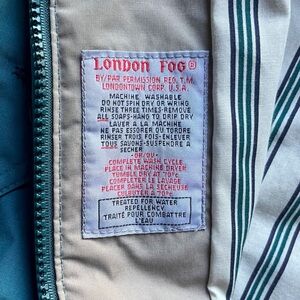 LONDON FOG®
BY/PAR PERMISSION REG. T.M.
LONDONTOWN CORP. U.S.A.
MACHINE WASHABLE
DO NOT SPIN DRY OR WRING
RINSE THREE TIMES-REMOVE
ALL SOAPS-HANG TO DRIP DRY
LAVER A LA MACHINE
NE PAS ESSORER OU TORDRE
RINSER TROIS FOIS-ENLEVER
TOUS SAVONS-SUSPENDRE A
SECHER
-OR/OU-
COMPLETE WASH CYCLE
PLACE IN MACHINE DRYER
TUMBLE DRY AT 70°C
COMPLETER LE LAVAGE
PLACER DANS LA SECHEUSE
CULBUTER A 70°C
TREATED FOR WATER
REPELLENCY
TRAITÉ POUR COMBATTRE
L'EAU